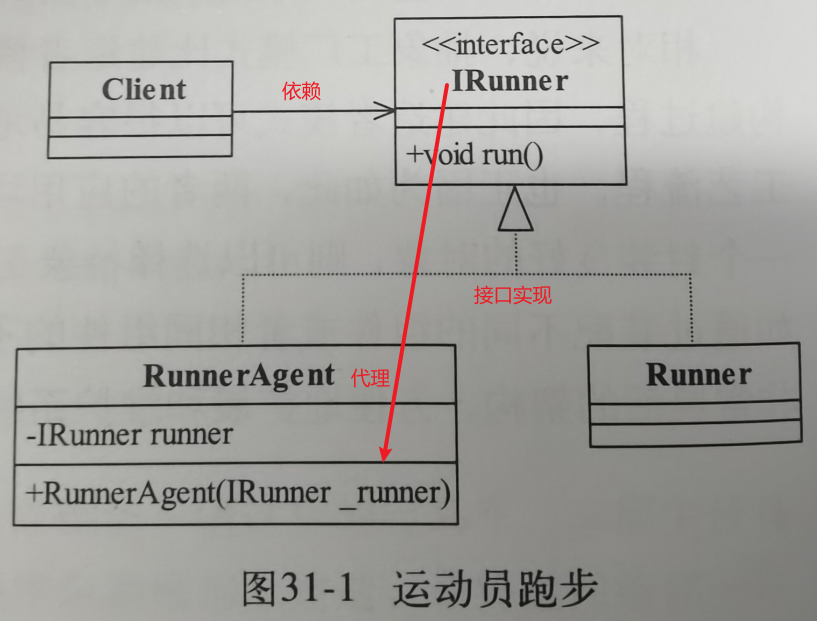 <<interface>>
IRunner
+void run()
Client
依赖
接口实现
RunnerAgent 代理
-IRunner runner
+RunnerAgent(IRunner _runner)
Runner
图31-1 运动员跑步